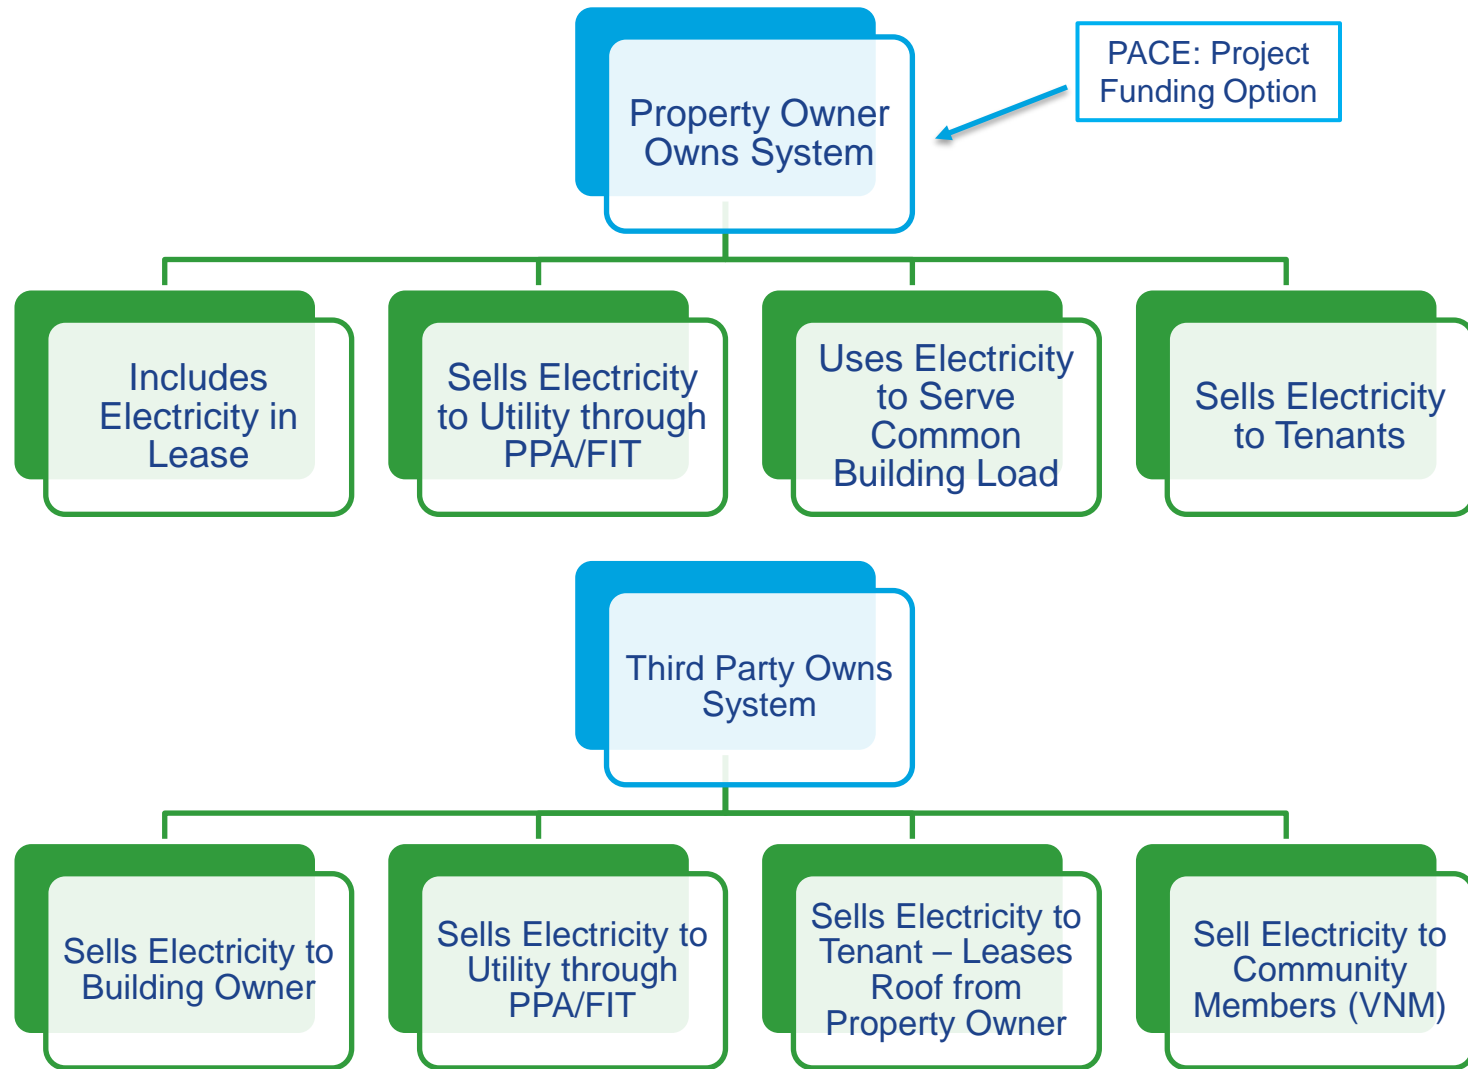 PACE: Project
Funding Option
Property Owner
Owns System
Includes
Electricity in
Lease
Sells Electricity
to Utility through
PPA/FIT
Uses Electricity
to Serve
Common
Building Load
Sells Electricity
to Tenants
Third Party Owns
System
Sells Electricity to
Building Owner
Sells Electricity to
Utility through
PPA/FIT
Sells Electricity to
Tenant – Leases
Roof from
Property Owner
Sell Electricity to
Community
Members (VNM)